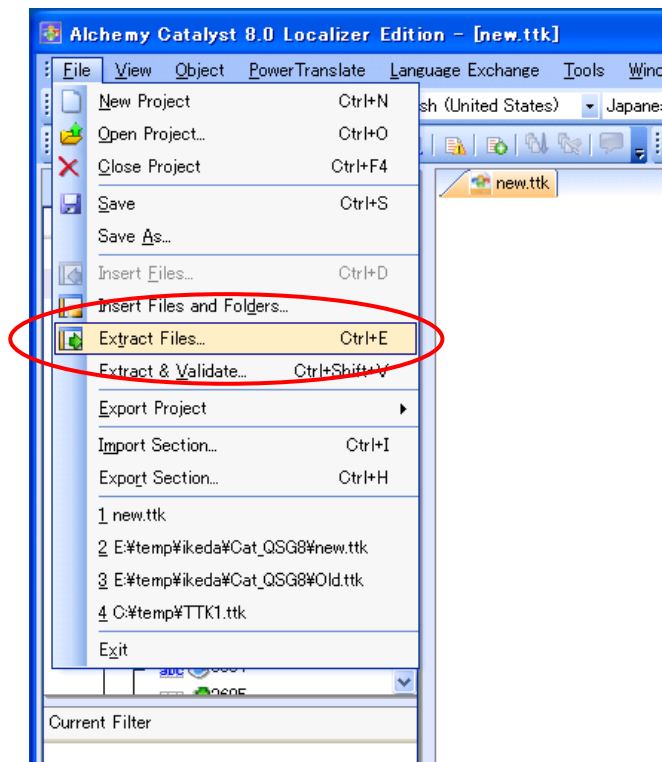 Alchemy Catalyst 8.0 Localizer Edition - [new.ttk]
File View Object PowerTranslate Language Exchange Tools
New Project Ctrl+N
(United States)
Open Project... Ctrl+O
Close Project Ctrl+F4
new.ttk
Save Ctrl+S
Save As...
Insert Files... Ctrl+D
Insert Files and Folders...
Extract Files... Ctrl+E
Extract & Validate... Ctrl+Shift+V
Export Project
Import Section... Ctrl+I
Export Section... Ctrl+H
1 new.ttk
2 E:¥temp¥ikeda¥Cat_QSG8¥new.ttk
3 E:¥temp¥ikeda¥Cat_QSG8¥Old.ttk
4 C:¥temp¥TTK1.ttk
Exit
Current Filter